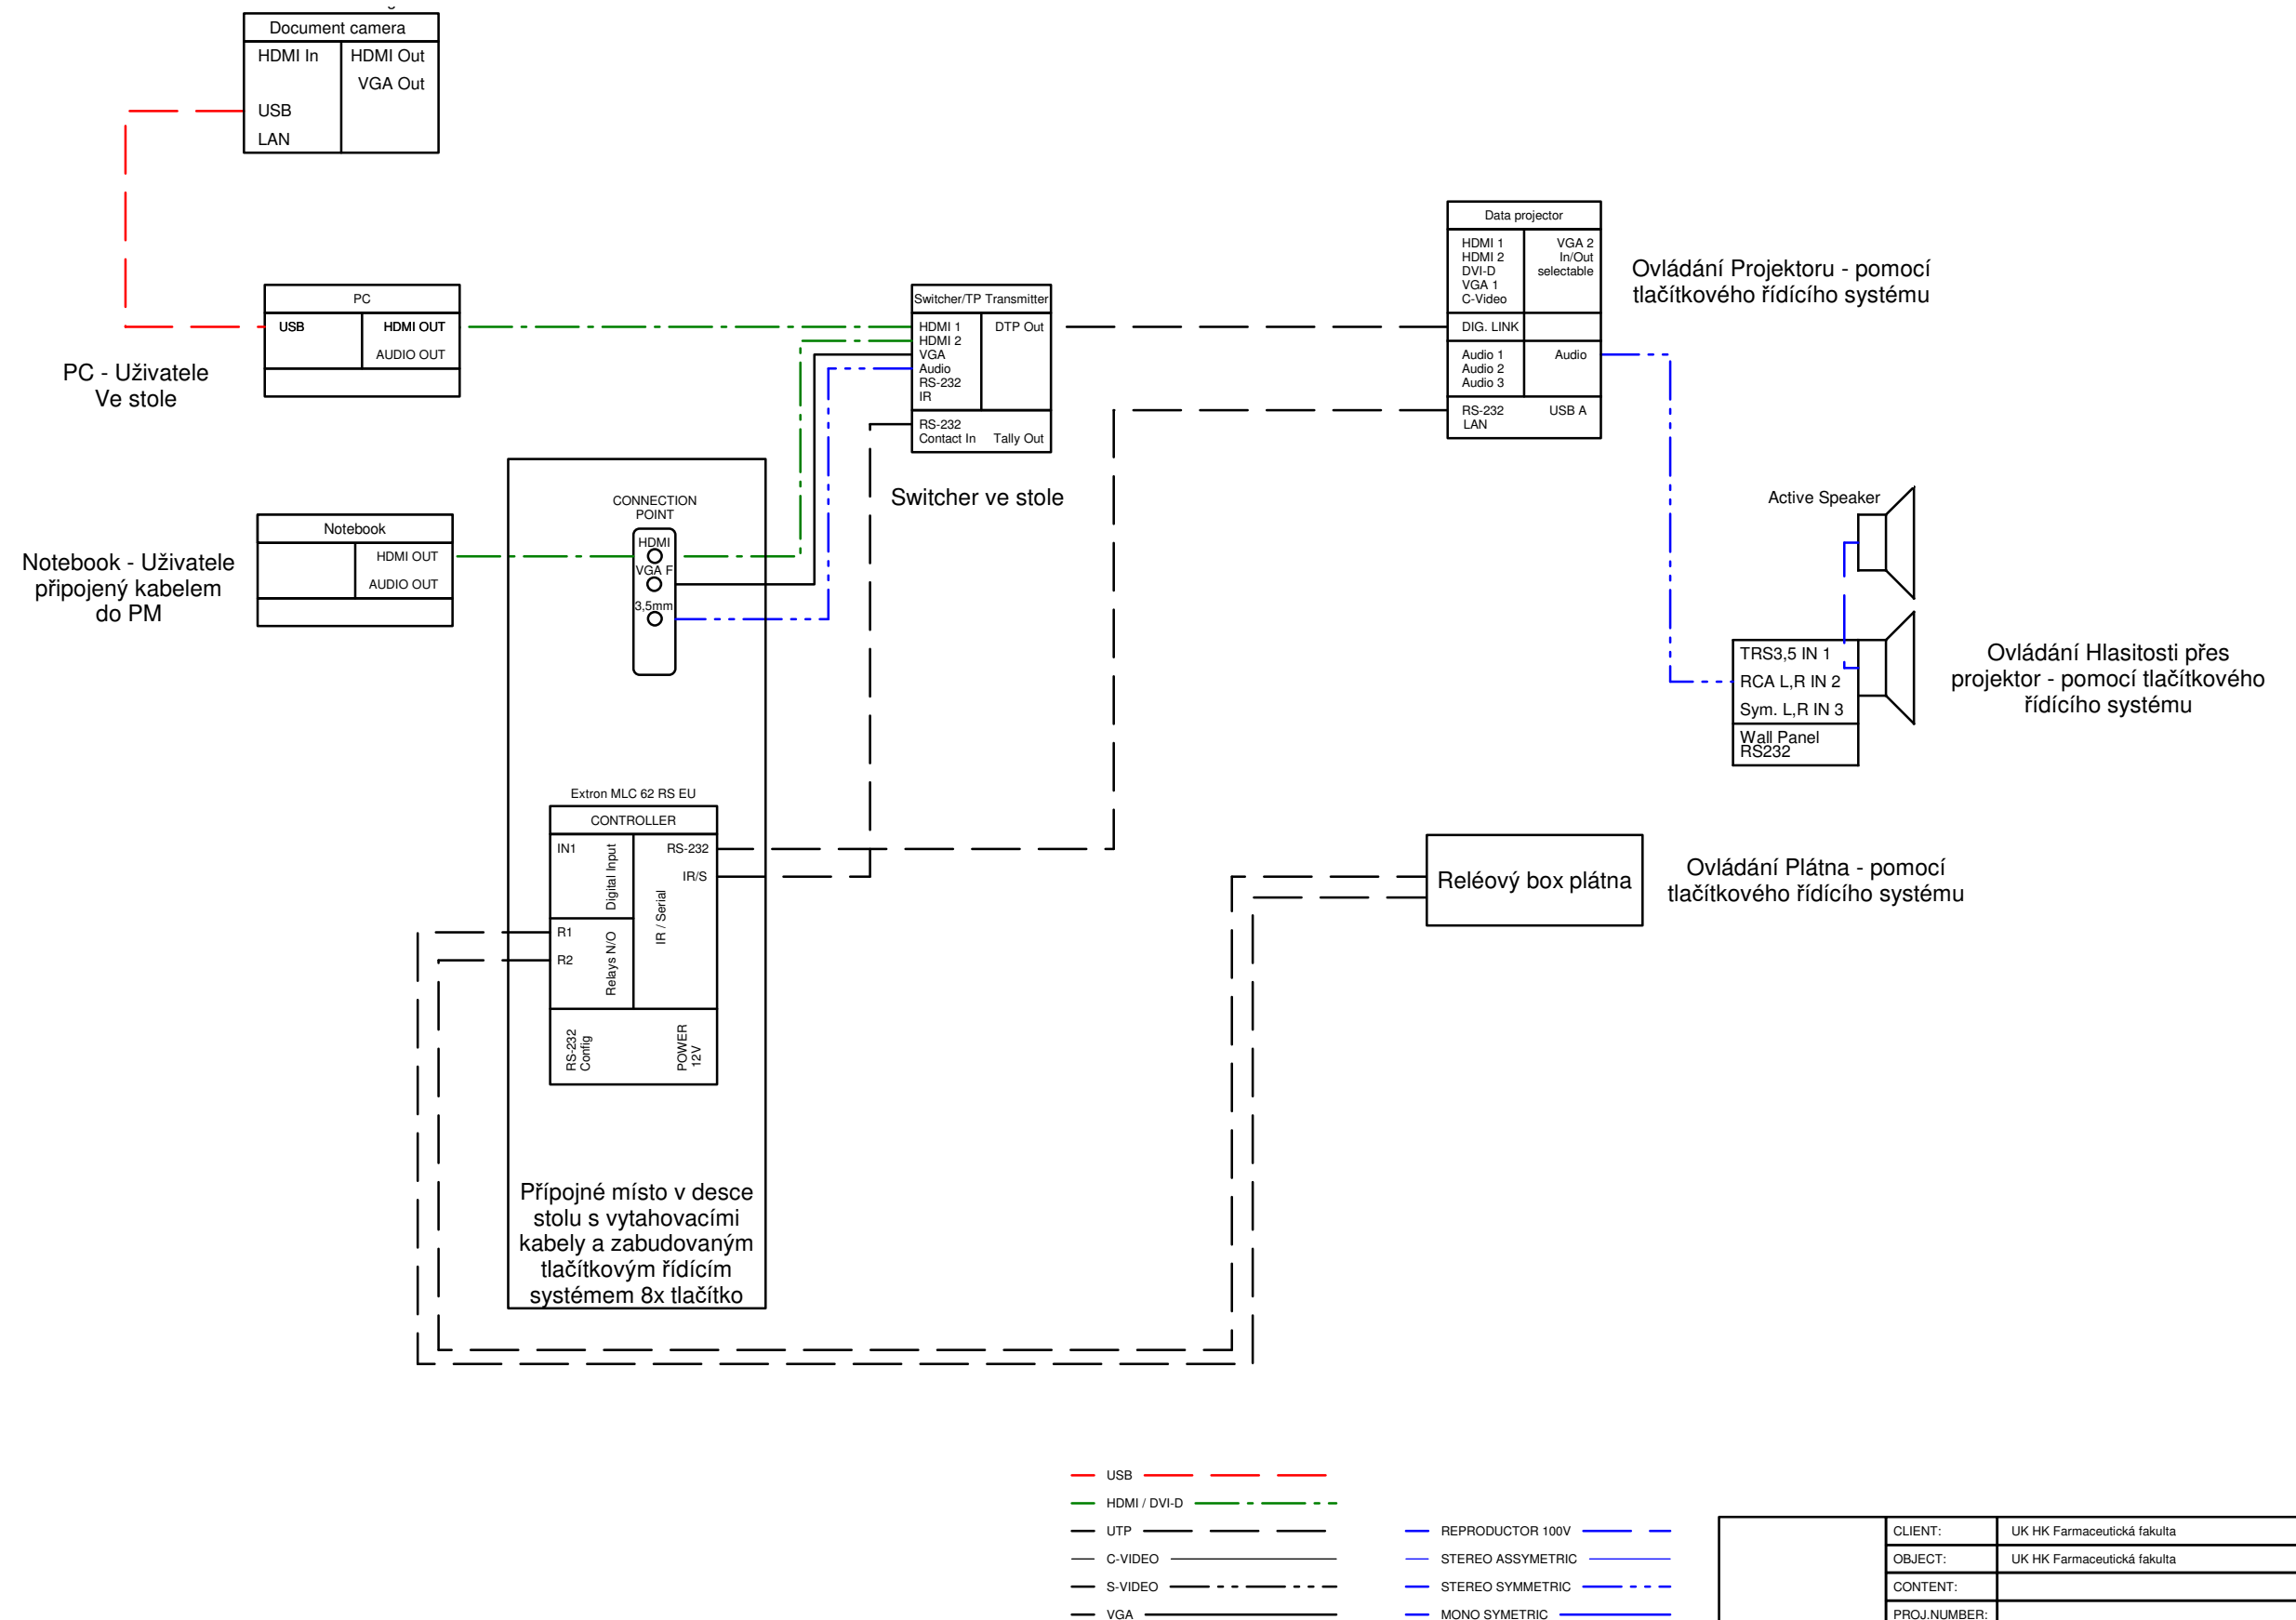 Document camera
HDMI In
HDMI Out
VGA Out
USB
LAN
PC
USB
HDMI OUT
AUDIO OUT
PC - Uživatele
Ve stole
Switcher/TP Transmitter
HDMI 1
HDMI 2
VGA
Audio
RS-232
IR
DTP Out
RS-232
Contact In
Tally Out
Switcher ve stole
Data projector
HDMI 1
HDMI 2
DVI-D
VGA 1
C-Video
VGA 2
In/Out
selectable
DIG. LINK
Audio 1
Audio 2
Audio 3
Audio
RS-232
LAN
USB A
Ovládání Projektoru - pomocí
tlačítkového řídícího systému
Notebook
HDMI OUT
AUDIO OUT
Notebook - Uživatele
připojený kabelem
do PM
CONNECTION
POINT
HDMI
VGA F
3,5mm
Active Speaker
TRS3,5 IN 1
RCA L,R IN 2
Sym. L,R IN 3
Wall Panel
RS232
Ovládání Hlasitosti přes
projektor - pomocí tlačítkového
řídícího systému
Extron MLC 62 RS EU
CONTROLLER
IN1
Digital Input
RS-232
IR/S
IR / Serial
R1
R2
Relays N/O
RS-232
Config
POWER
12V
Reléový box plátna
Ovládání Plátna - pomocí
tlačítkového řídícího systému
Přípojné místo v desce
stolu s vytahovacími
kabely a zabudovaným
tlačítkovým řídícím
systémem 8x tlačítko
USB
HDMI / DVI-D
UTP
C-VIDEO
S-VIDEO
VGA
REPRODUCTOR 100V
STEREO ASSYMETRIC
STEREO SYMMETRIC
MONO SYMETRIC
CLIENT: UK HK Farmaceutická fakulta
OBJECT: UK HK Farmaceutická fakulta
CONTENT:
PROJ.NUMBER: